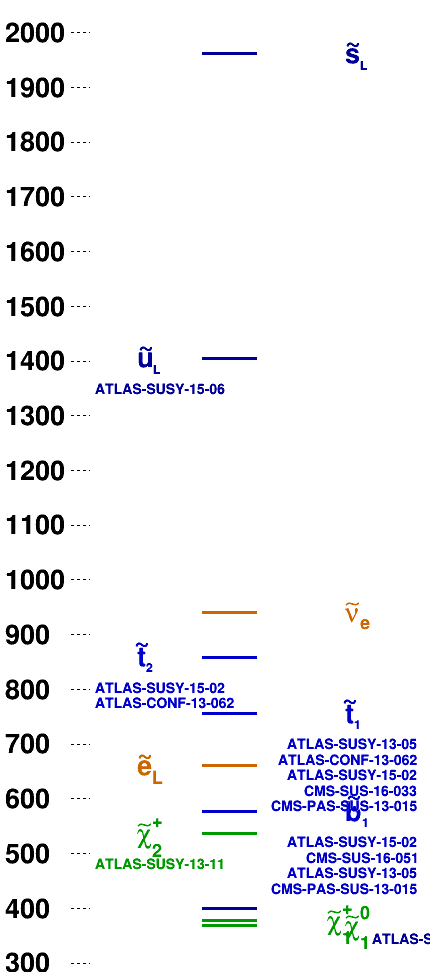 2000
s̃L
1900
1800
1700
1600
1500
1400
ũL
ATLAS-SUSY-15-06
1300
1200
1100
1000
ν̃e
900
t̃2
800
ATLAS-SUSY-15-02
ATLAS-CONF-13-062
t̃1
700
ATLAS-SUSY-13-05
ATLAS-CONF-13-062
ẽL
ATLAS-SUSY-15-02
CMS-SUS-16-033
600
CMS-PAS-SUS-13-015
b̃1
χ̃2+
ATLAS-SUSY-15-02
500
CMS-SUS-16-051
ATLAS-SUSY-13-11
ATLAS-SUSY-13-05
CMS-PAS-SUS-13-015
400
χ̃1+ χ̃10
ATLAS-S
300